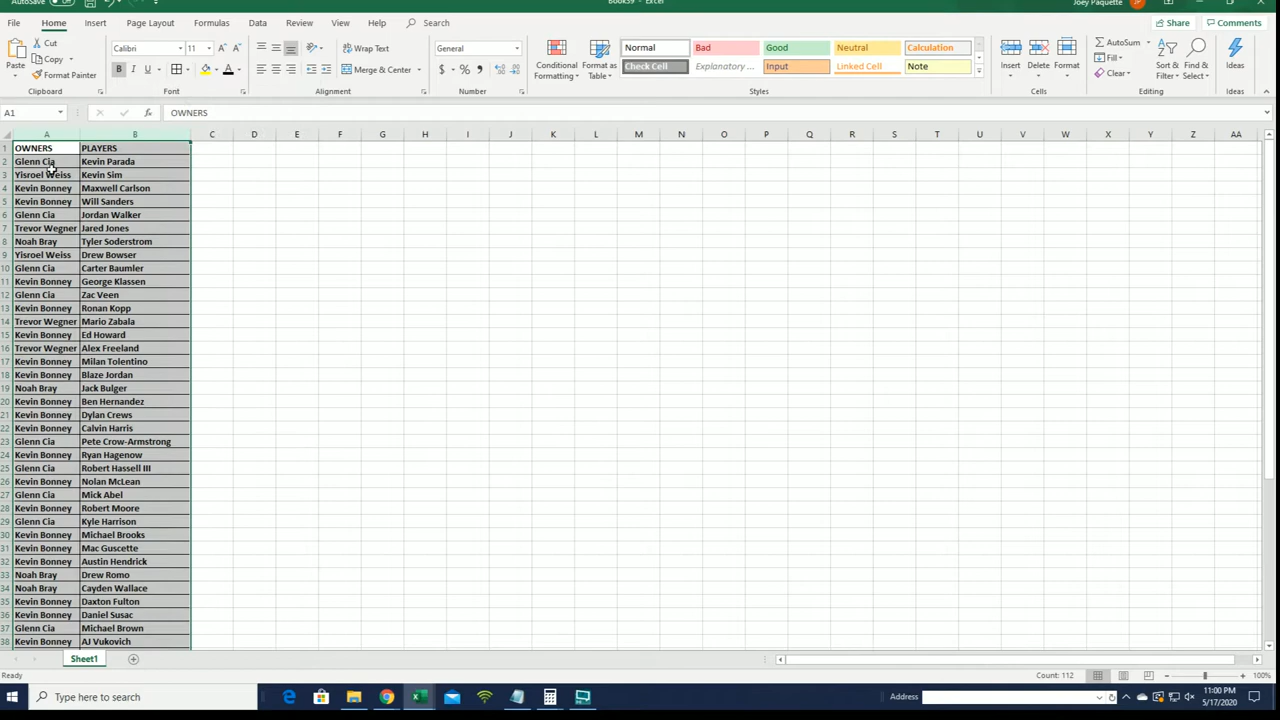 AutoSave Off Book39 - Excel Joey Paquette JP
File Home Insert Page Layout Formulas Data Review View Help Search Share Comments
Paste Cut Copy Format Painter Clipboard
Calibri 11 B I U A Font
Wrap Text Merge & Center Alignment
General $ % , Number
Conditional Formatting Format as Table
Normal Bad Good Neutral Calculation
Check Cell Explanatory ... Input Linked Cell Note
Styles
Insert Delete Format Cells
AutoSum Fill Clear Sort & Filter Find & Select Editing
Ideas Ideas
A1 fx OWNERS
A B C D E F G H I J K L M N O P Q R S T U V W X Y Z AA
1 OWNERS PLAYERS
2 Glenn Cia Kevin Parada
3 Yisroel Weiss Kevin Sim
4 Kevin Bonney Maxwell Carlson
5 Kevin Bonney Will Sanders
6 Glenn Cia Jordan Walker
7 Trevor Wegner Jared Jones
8 Noah Bray Tyler Soderstrom
9 Yisroel Weiss Drew Bowser
10 Glenn Cia Carter Baumler
11 Kevin Bonney George Klassen
12 Glenn Cia Zac Veen
13 Kevin Bonney Ronan Kopp
14 Trevor Wegner Mario Zabala
15 Kevin Bonney Ed Howard
16 Trevor Wegner Alex Freeland
17 Kevin Bonney Milan Tolentino
18 Kevin Bonney Blaze Jordan
19 Noah Bray Jack Bulger
20 Kevin Bonney Ben Hernandez
21 Kevin Bonney Dylan Crews
22 Kevin Bonney Calvin Harris
23 Glenn Cia Pete Crow-Armstrong
24 Kevin Bonney Ryan Hagenow
25 Glenn Cia Robert Hassell III
26 Kevin Bonney Nolan McLean
27 Glenn Cia Mick Abel
28 Kevin Bonney Robert Moore
29 Glenn Cia Kyle Harrison
30 Kevin Bonney Michael Brooks
31 Kevin Bonney Mac Guscette
32 Kevin Bonney Austin Hendrick
33 Noah Bray Drew Romo
34 Noah Bray Cayden Wallace
35 Kevin Bonney Daxton Fulton
36 Kevin Bonney Daniel Susac
37 Glenn Cia Michael Brown
38 Kevin Bonney AJ Vukovich
Sheet1
Ready Count: 112 100%
Type here to search Address 11:00 PM
5/17/2020